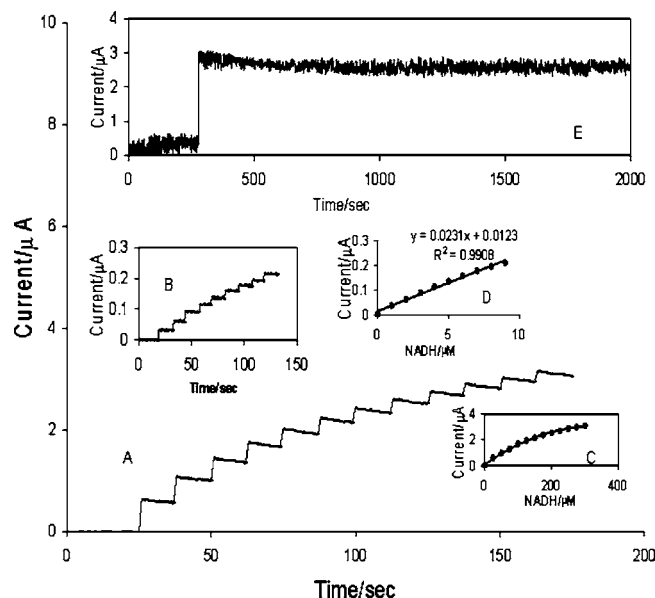 10
8
6
4
2
0
Current/μ A
0
50
100
150
200
Time/sec
A
4
3
2
1
0
Current/μA
0
500
1000
1500
2000
Time/sec
E
0.3
0.2
0.1
0
Current/μA
B
0
50
100
150
Time/sec
y = 0.0231x + 0.0123
R² = 0.9908
0.3
0.2
0.1
0
Current/μA
D
0
5
10
NADH/μM
4
2
0
Current/μA
C
0
200
400
NADH/μM